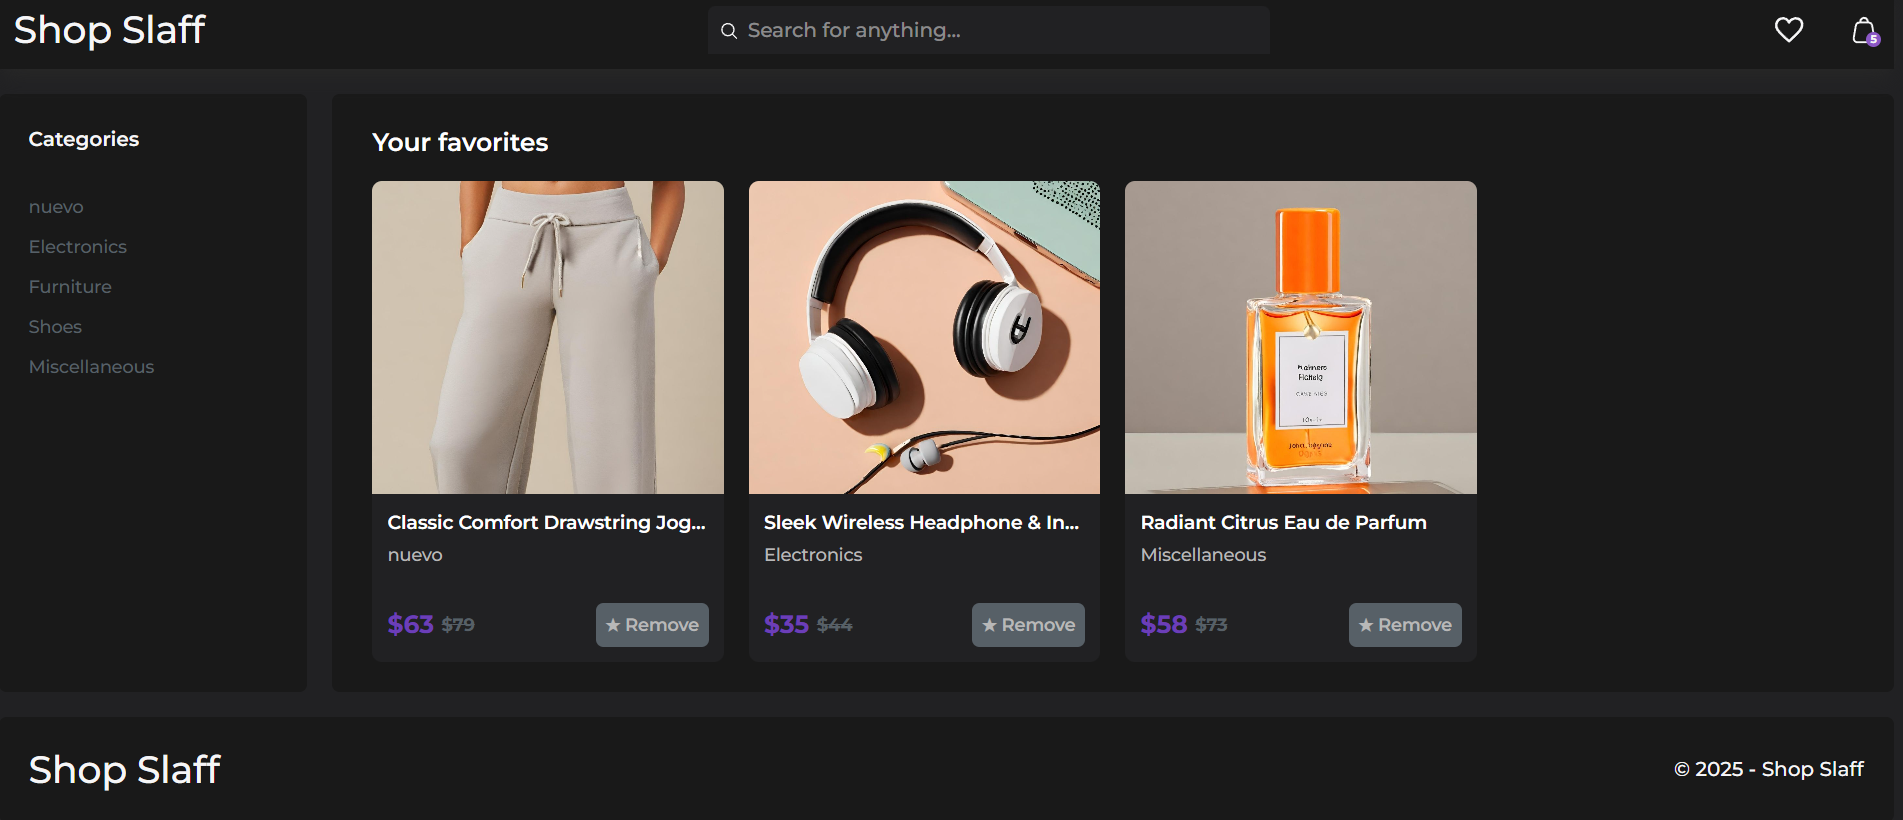 Shop Slaff
Search for anything...
5
Categories
nuevo
Electronics
Furniture
Shoes
Miscellaneous
Your favorites
Classic Comfort Drawstring Jog...
nuevo
$63 $79
★ Remove
Sleek Wireless Headphone & In...
Electronics
$35 $44
★ Remove
Radiant Citrus Eau de Parfum
Miscellaneous
$58 $73
★ Remove
Shop Slaff
© 2025 - Shop Slaff